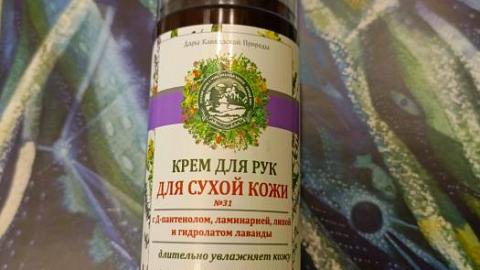 Дары Кавказской Природы
КРЕМ ДЛЯ РУК
ДЛЯ СУХОЙ КОЖИ
№31
с Д-пантенолом, ламинарией, липой
и гидролатом лаванды
длительно увлажняет кожу